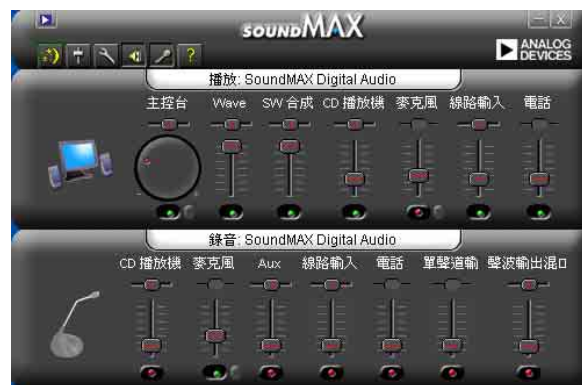 SOUNDMAX
ANALOG
DEVICES
播放: SoundMAX Digital Audio
主控台 Wave SW 合成 CD 播放機 麥克風 線路輸入 電話
錄音: SoundMAX Digital Audio
CD 播放機 麥克風 Aux 線路輸入 電話 單聲道輸 聲波輸出混口